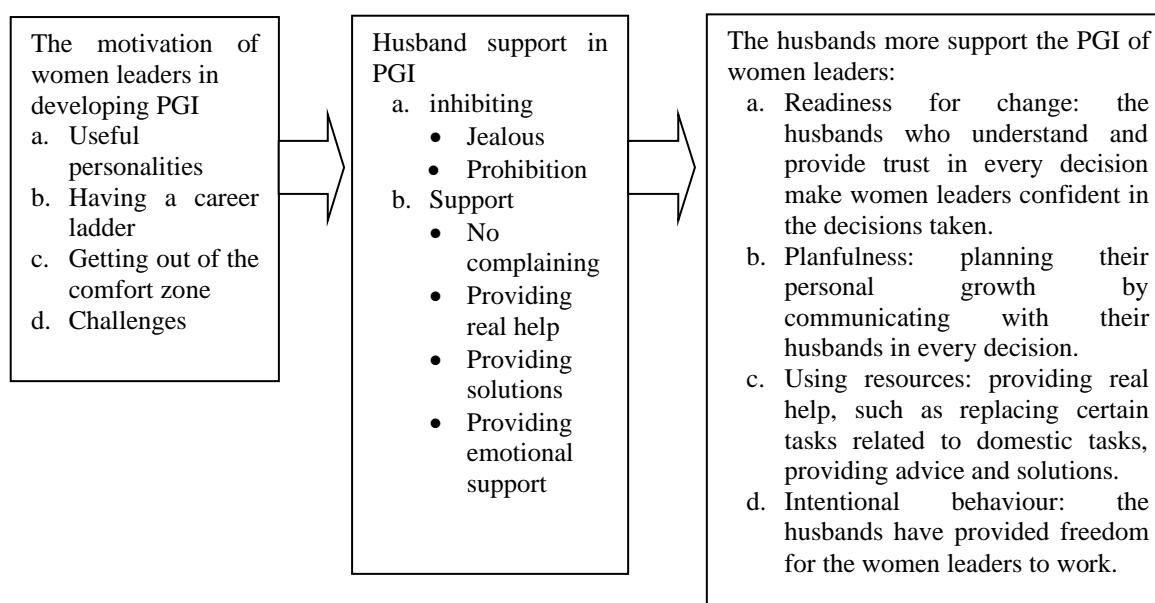 The motivation of
women leaders in
developing PGI
a. Useful
personalities
b. Having a career
ladder
c. Getting out of the
comfort zone
d. Challenges
Husband support in
PGI
a. inhibiting
• Jealous
• Prohibition
b. Support
• No
complaining
• Providing
real help
• Providing
solutions
• Providing
emotional
support
The husbands more support the PGI of
women leaders:
a. Readiness for change: the
husbands who understand and
provide trust in every decision
make women leaders confident in
the decisions taken.
b. Planfulness: planning their
personal growth by
communicating with their
husbands in every decision.
c. Using resources: providing real
help, such as replacing certain
tasks related to domestic tasks,
providing advice and solutions.
d. Intentional behaviour: the
husbands have provided freedom
for the women leaders to work.